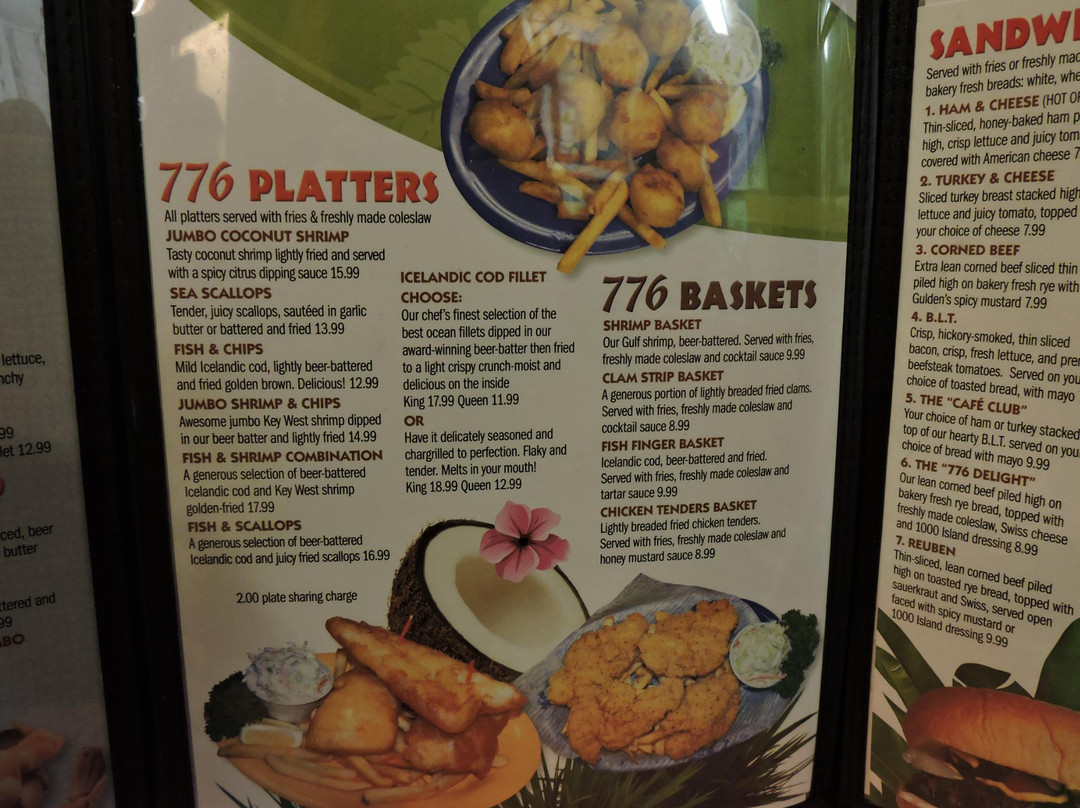 lettuce,
nchy
99
let 12.99
ced, beer
butter
ttered and
99
BO
776 PLATTERS
All platters served with fries & freshly made coleslaw
JUMBO COCONUT SHRIMP
Tasty coconut shrimp lightly fried and served
with a spicy citrus dipping sauce 15.99
SEA SCALLOPS
Tender, juicy scallops, sautéed in garlic
butter or battered and fried 13.99
FISH & CHIPS
Mild Icelandic cod, lightly beer-battered
and fried golden brown. Delicious! 12.99
JUMBO SHRIMP & CHIPS
Awesome jumbo Key West shrimp dipped
in our beer batter and lightly fried 14.99
FISH & SHRIMP COMBINATION
A generous selection of beer-battered
Icelandic cod and Key West shrimp
golden-fried 17.99
FISH & SCALLOPS
A generous selection of beer-battered
Icelandic cod and juicy fried scallops 16.99
2.00 plate sharing charge
ICELANDIC COD FILLET
CHOOSE:
Our chef's finest selection of the
best ocean fillets dipped in our
award-winning beer-batter then fried
to a light crispy crunch-moist and
delicious on the inside
King 17.99 Queen 11.99
OR
Have it delicately seasoned and
chargrilled to perfection. Flaky and
tender. Melts in your mouth!
King 18.99 Queen 12.99
776 BASKETS
SHRIMP BASKET
Our Gulf shrimp, beer-battered. Served with fries,
freshly made coleslaw and cocktail sauce 9.99
CLAM STRIP BASKET
A generous portion of lightly breaded fried clams.
Served with fries, freshly made coleslaw and
cocktail sauce 8.99
FISH FINGER BASKET
Icelandic cod, beer-battered and fried.
Served with fries, freshly made coleslaw and
tartar sauce 9.99
CHICKEN TENDERS BASKET
Lightly breaded fried chicken tenders.
Served with fries, freshly made coleslaw and
honey mustard sauce 8.99
SANDWI
Served with fries or freshly mad
bakery fresh breads: white, whe
1. HAM & CHEESE (HOT OR
Thin-sliced, honey-baked ham p
high, crisp lettuce and juicy tom
covered with American cheese 7
2. TURKEY & CHEESE
Sliced turkey breast stacked high
lettuce and juicy tomato, topped
your choice of cheese 7.99
3. CORNED BEEF
Extra lean corned beef sliced thin
piled high on bakery fresh rye with
Gulden's spicy mustard 7.99
4. B.L.T.
Crisp, hickory-smoked, thin sliced
bacon, crisp, fresh lettuce, and pre
beefsteak tomatoes. Served on you
choice of toasted bread, with mayo
5. THE "CAFÉ CLUB"
Your choice of ham or turkey stacked
top of our hearty B.L.T. served on you
choice of bread with mayo 9.99
6. THE "776 DELIGHT"
Our lean corned beef piled high on
bakery fresh rye bread, topped with
freshly made coleslaw, Swiss cheese
and 1000 Island dressing 8.99
7. REUBEN
Thin-sliced, lean corned beef piled
high on toasted rye bread, topped with
sauerkraut and Swiss, served open
faced with spicy mustard or
1000 Island dressing 9.99